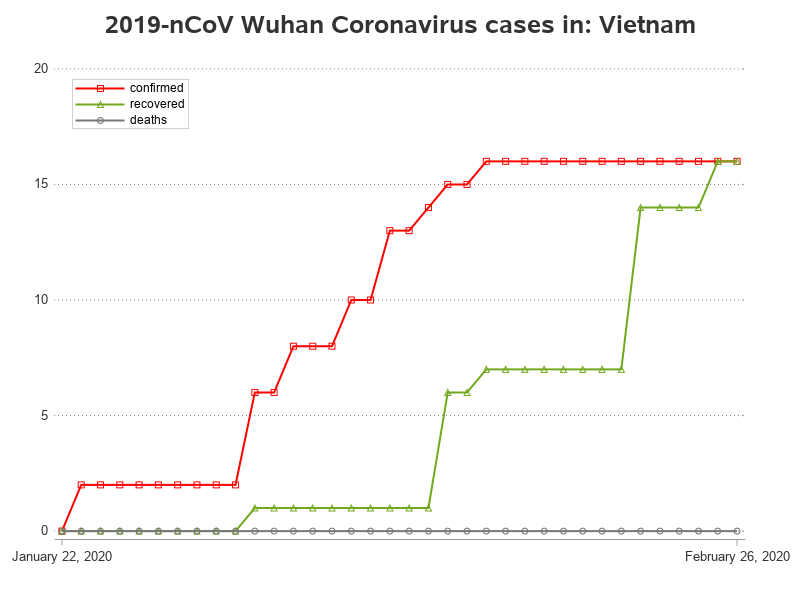 2019-nCoV Wuhan Coronavirus cases in: Vietnam
20
confirmed
recovered
deaths
15
10
5
0
January 22, 2020
February 26, 2020